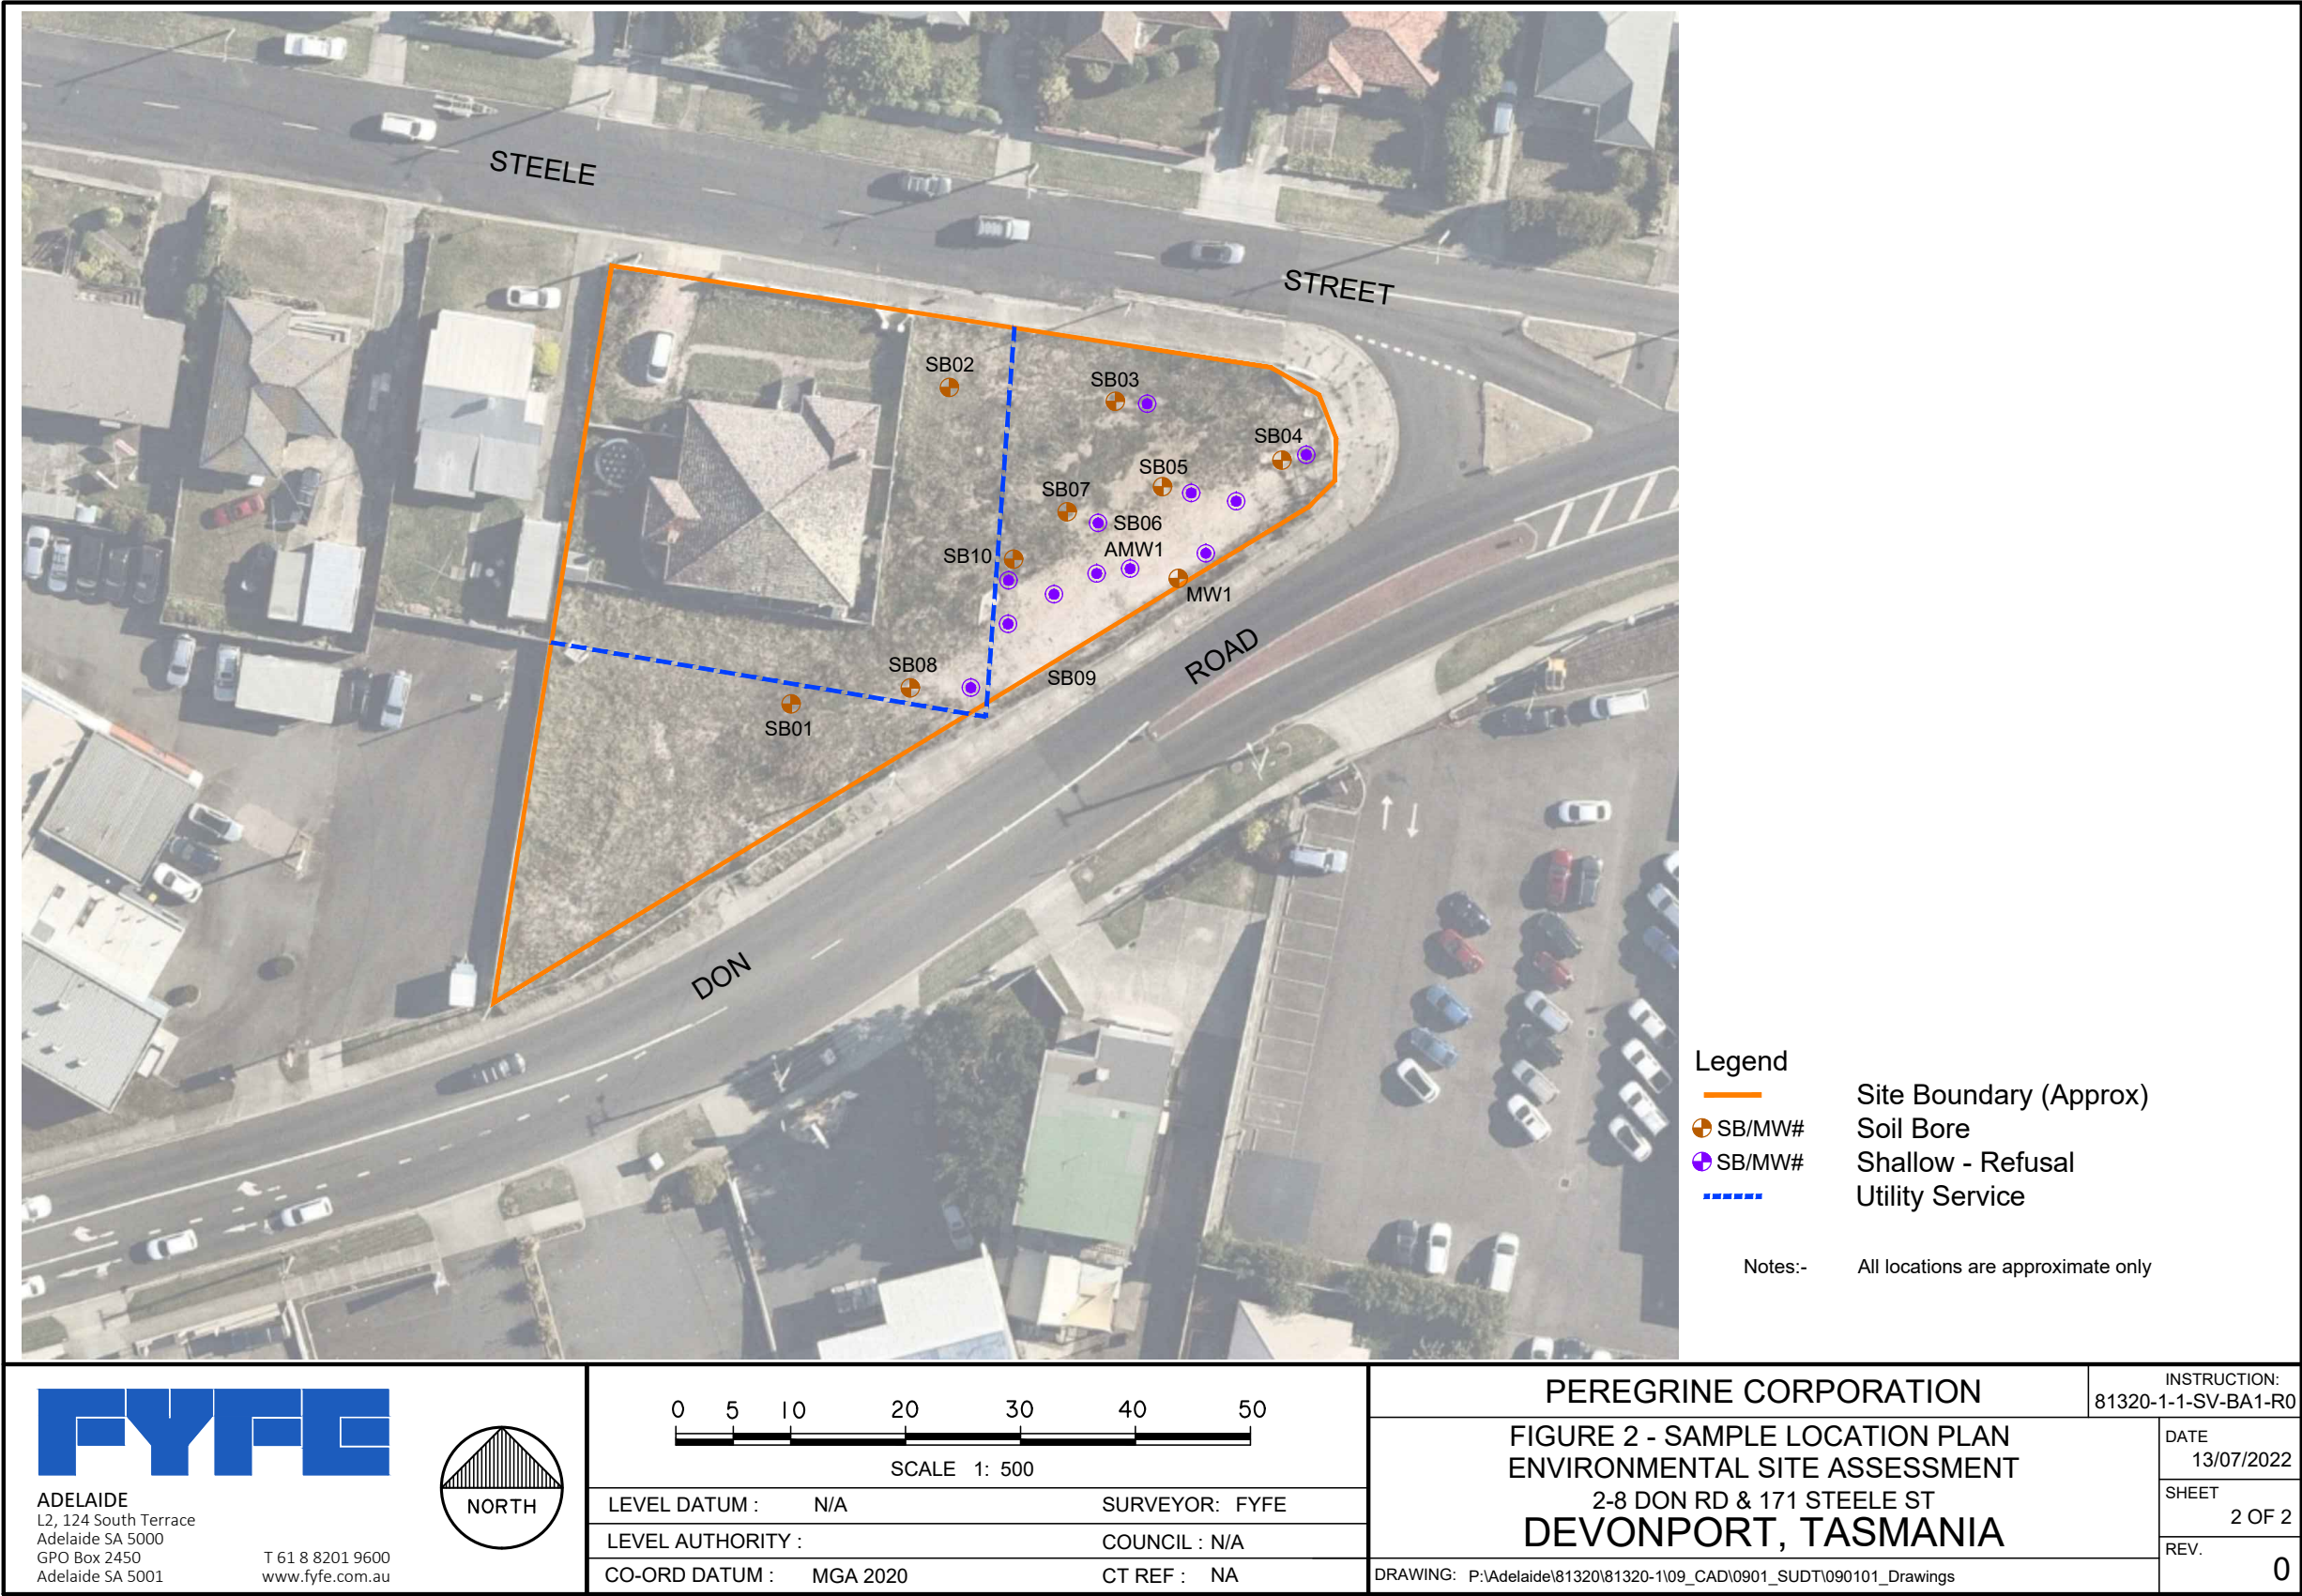 STEELE
STREET
SB02
SB03
SB04
SB05
SB07
SB06
AMW1
SB10
MW1
SB08
SB09
SB01
ROAD
DON
Legend
Site Boundary (Approx)
SB/MW# Soil Bore
SB/MW# Shallow - Refusal
Utility Service
Notes:- All locations are approximate only
FYFE
ADELAIDE
L2, 124 South Terrace
Adelaide SA 5000
GPO Box 2450 T 61 8 8201 9600
Adelaide SA 5001 www.fyfe.com.au
NORTH
0 5 10 20 30 40 50
SCALE 1: 500
LEVEL DATUM : N/A SURVEYOR: FYFE
LEVEL AUTHORITY : COUNCIL : N/A
CO-ORD DATUM : MGA 2020 CT REF : NA
PEREGRINE CORPORATION
INSTRUCTION:
81320-1-1-SV-BA1-R0
FIGURE 2 - SAMPLE LOCATION PLAN
ENVIRONMENTAL SITE ASSESSMENT
2-8 DON RD & 171 STEELE ST
DEVONPORT, TASMANIA
DATE
13/07/2022
SHEET
2 OF 2
REV.
0
DRAWING: P:\Adelaide\81320\81320-1\09_CAD\0901_SUDT\090101_Drawings